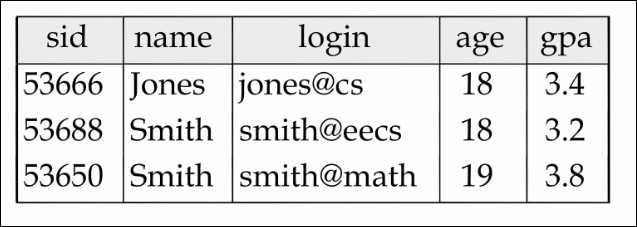 sid name login age gpa
53666 Jones jones@cs 18 3.4
53688 Smith smith@eecs 18 3.2
53650 Smith smith@math 19 3.8